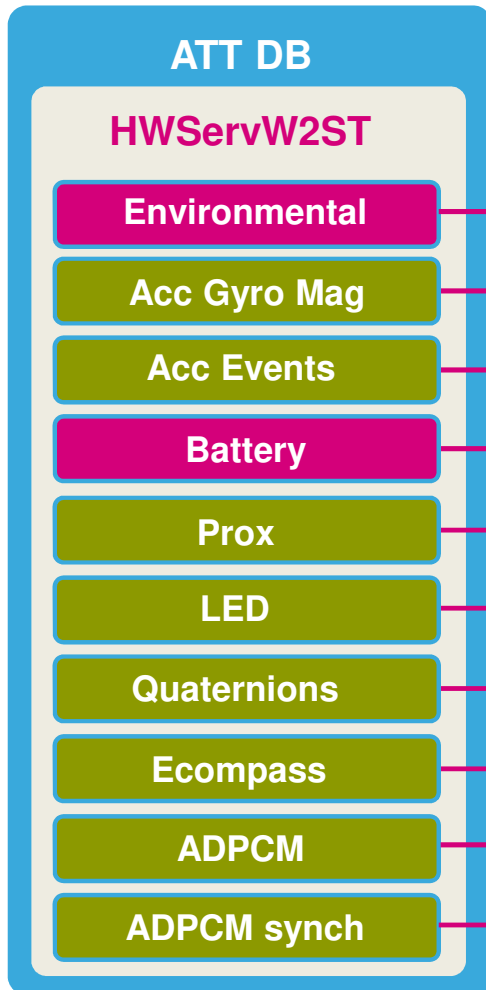 ATT DB
HWServW2ST
Environmental
Acc Gyro Mag
Acc Events
Battery
Prox
LED
Quaternions
Ecompass
ADPCM
ADPCM synch